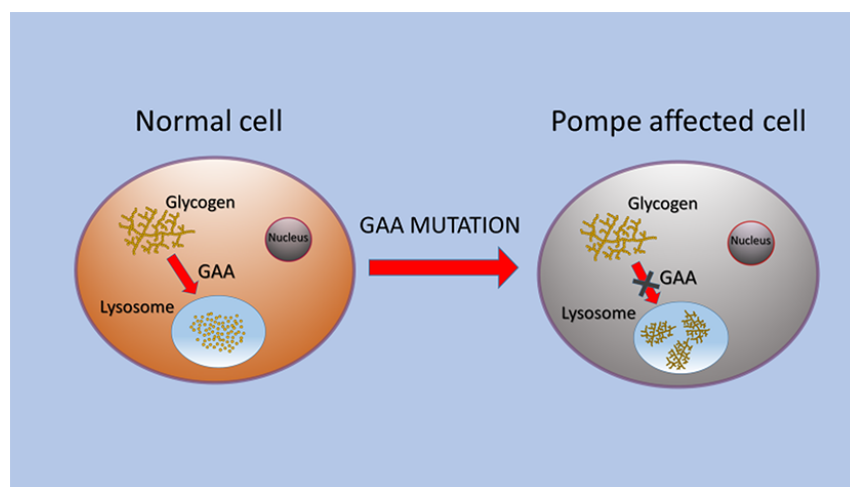 Normal cell
Glycogen
Nucleus
GAA
Lysosome
GAA MUTATION
Pompe affected cell
Glycogen
Nucleus
GAA
Lysosome